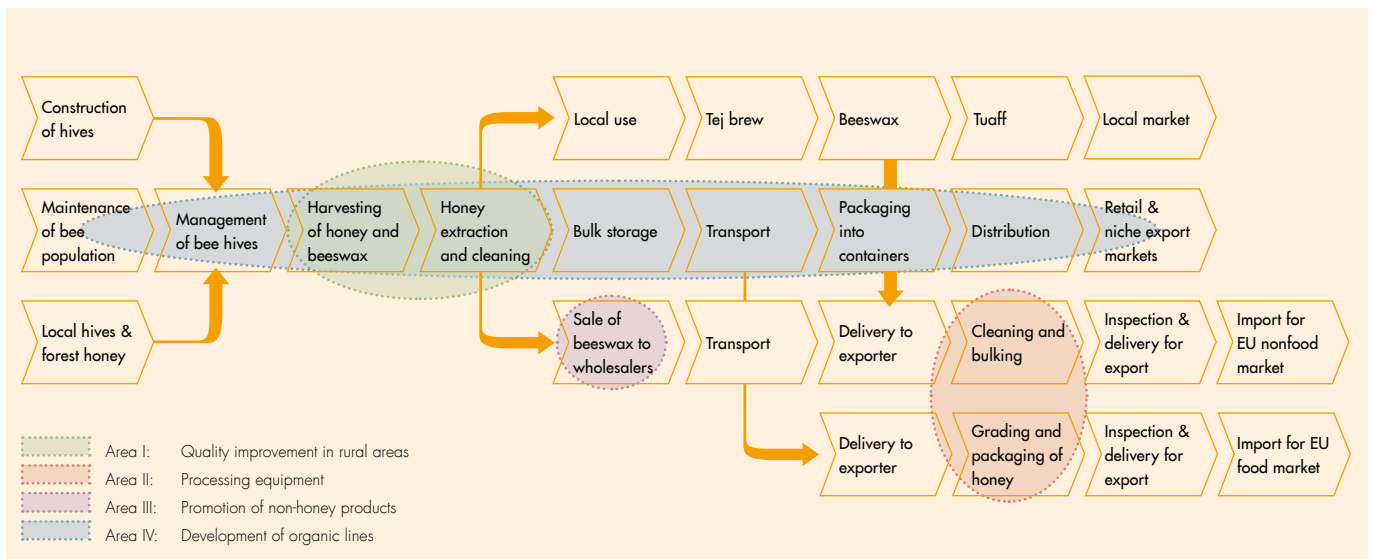 Construction
of hives
Local use
Tej brew
Beeswax
Tuaff
Local market
Maintenance
of bee
population
Management
of bee hives
Harvesting
of honey and
beeswax
Honey
extraction
and cleaning
Bulk storage
Transport
Packaging
into
containers
Distribution
Retail &
niche export
markets
Local hives &
forest honey
Sale of
beeswax to
wholesalers
Transport
Delivery to
exporter
Cleaning and
bulking
Inspection &
delivery for
export
Import for
EU nonfood
market
Delivery to
exporter
Grading and
packaging of
honey
Inspection &
delivery for
export
Import for EU
food market
Area I: Quality improvement in rural areas
Area II: Processing equipment
Area III: Promotion of non-honey products
Area IV: Development of organic lines